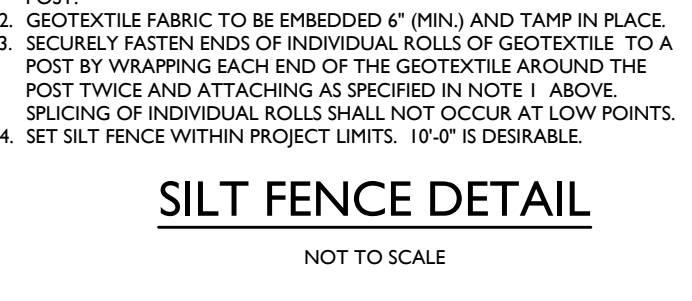 POST.
2. GEOTEXTILE FABRIC TO BE EMBEDDED 6" (MIN.) AND TAMP IN PLACE.
3. SECURELY FASTEN ENDS OF INDIVIDUAL ROLLS OF GEOTEXTILE TO A
POST BY WRAPPING EACH END OF THE GEOTEXTILE AROUND THE
POST TWICE AND ATTACHING AS SPECIFIED IN NOTE 1 ABOVE.
SPLICING OF INDIVIDUAL ROLLS SHALL NOT OCCUR AT LOW POINTS.
4. SET SILT FENCE WITHIN PROJECT LIMITS. 10'-0" IS DESIRABLE.
SILT FENCE DETAIL
NOT TO SCALE